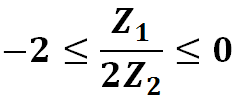 −2 ≤ Z₁ / 2Z₂ ≤ 0